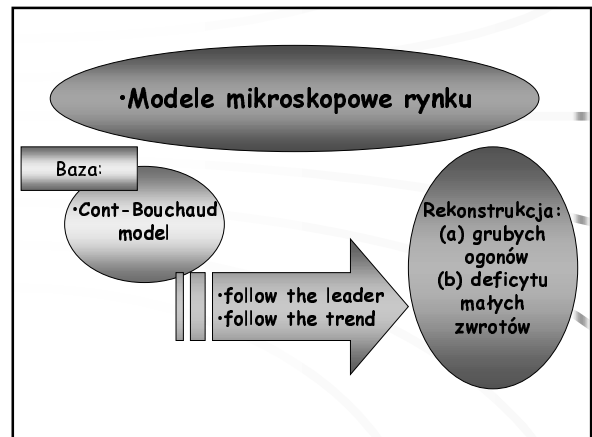 •Modele mikroskopowe rynku
Baza:
•Cont-Bouchaud
model
•follow the leader
•follow the trend
Rekonstrukcja:
(a) grubych
ogonów
(b) deficytu
małych
zwrotów